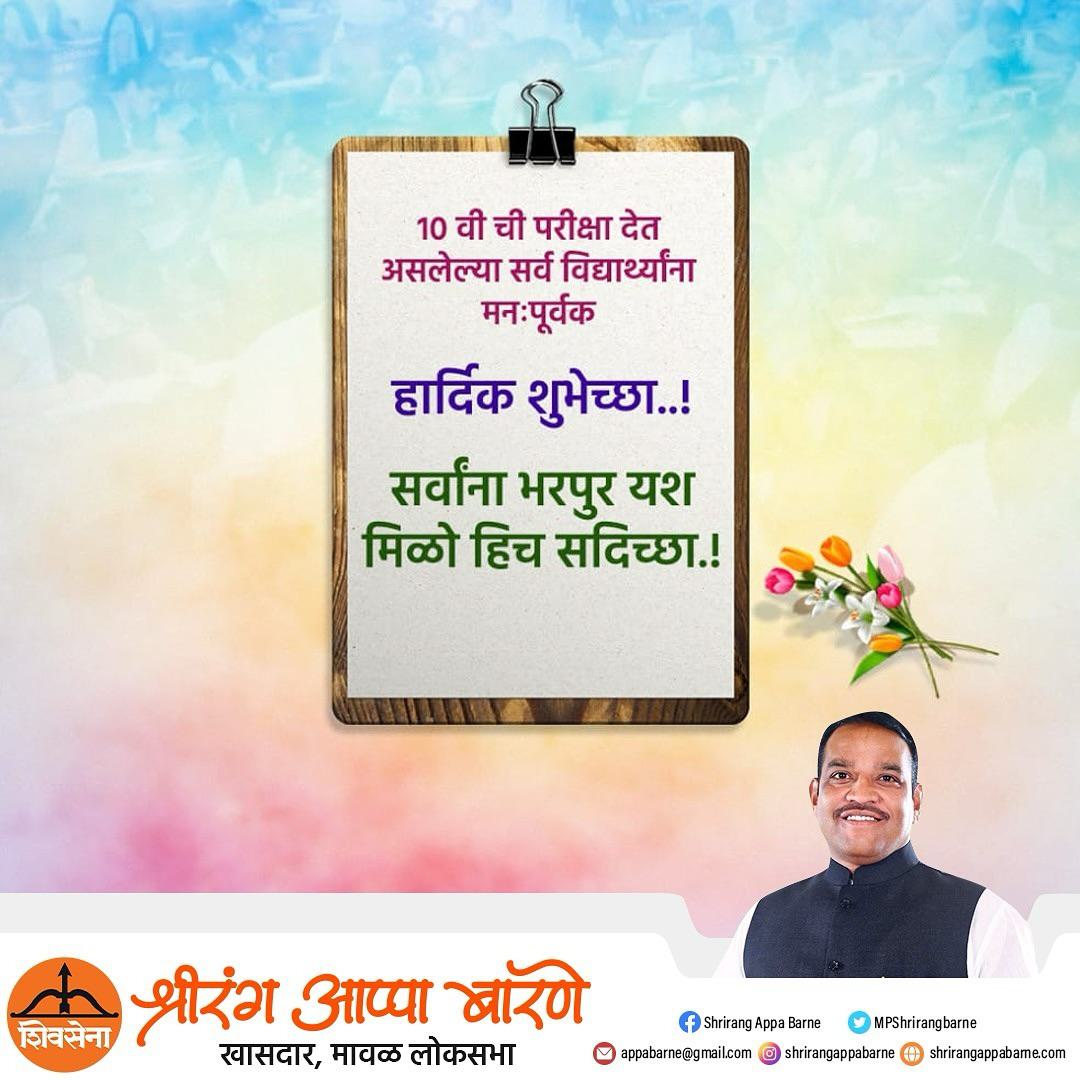 10 वी ची परीक्षा देत
असलेल्या सर्व विद्यार्थ्यांना
मनःपूर्वक
हार्दिक शुभेच्छा..!
सर्वांना भरपुर यश
मिळो हिच सदिच्छा.!
शिवसेना
श्रीरंग आप्पा बारणे
खासदार, मावळ लोकसभा
Shrirang Appa Barne MPShrirangbarne
appabarne@gmail.com shrirangappabarne shrirangappabarne.com